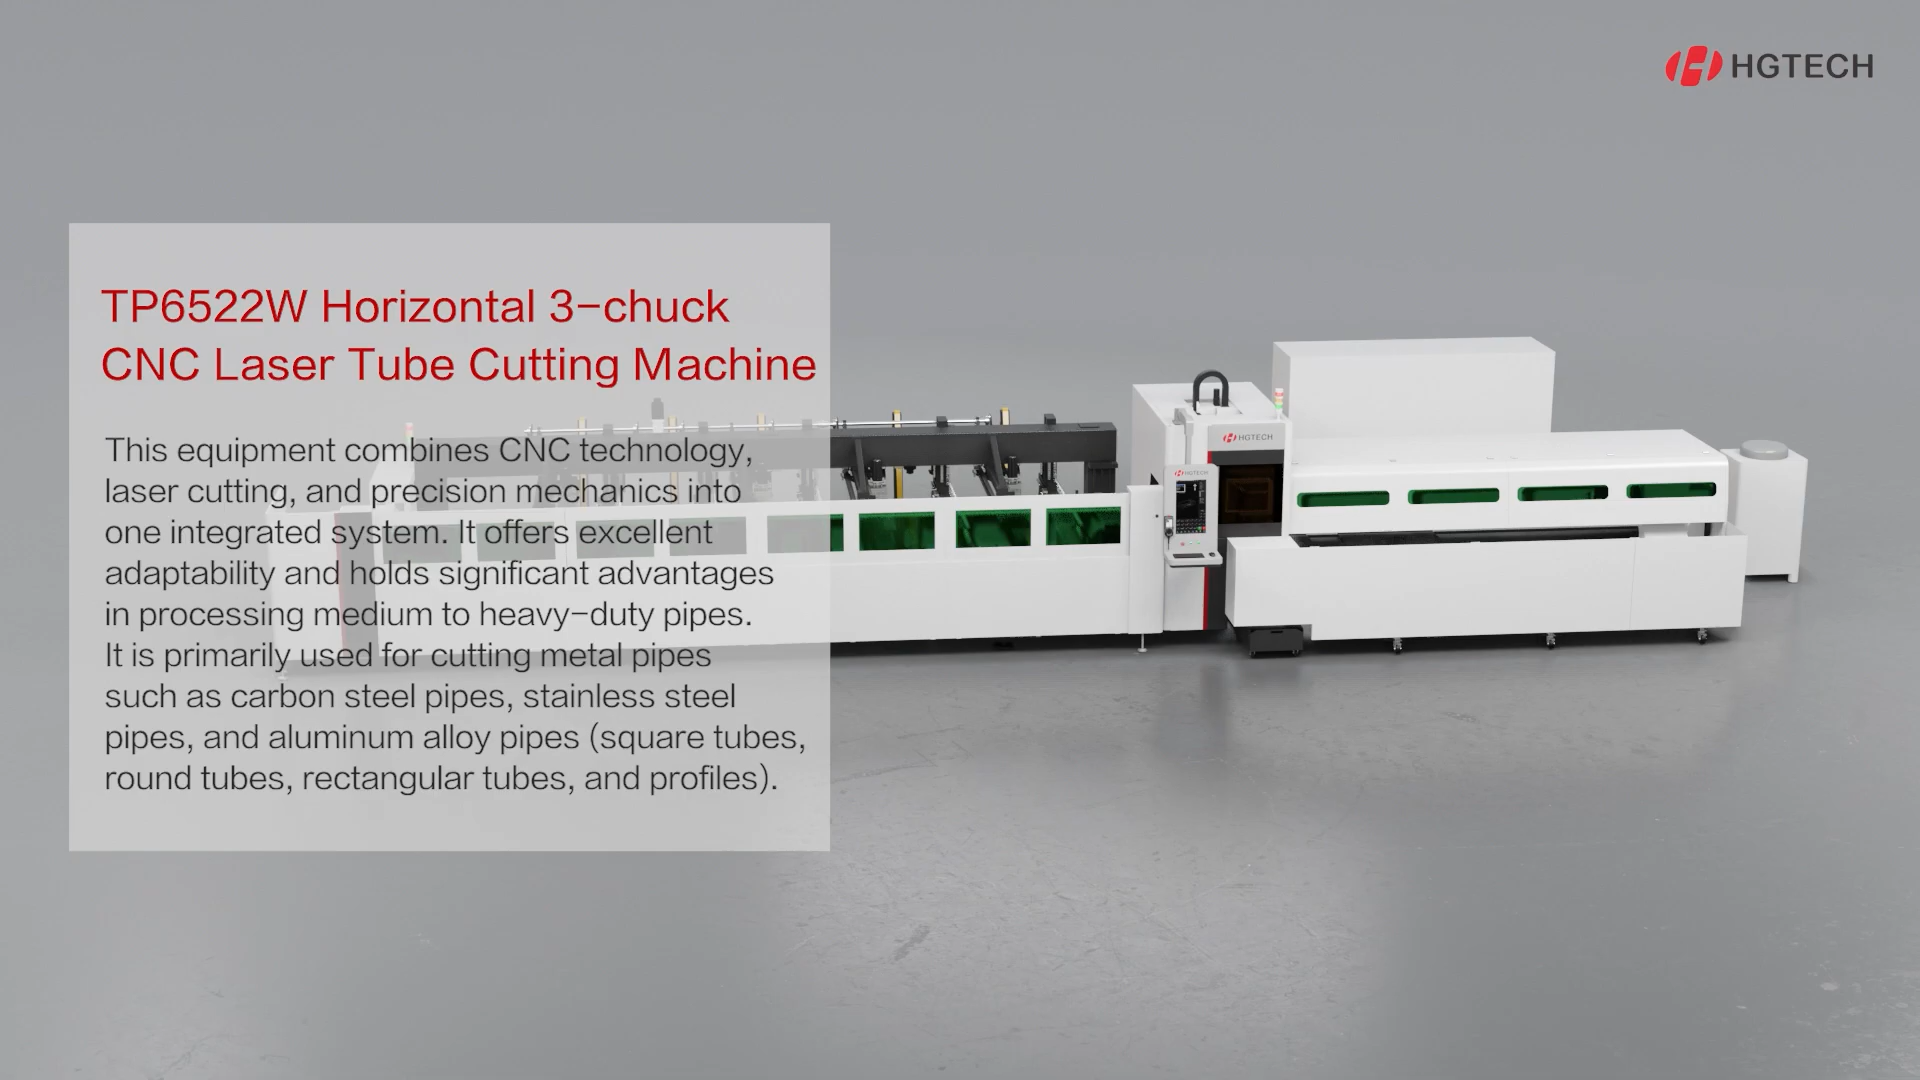 HGTECH
TP6522W Horizontal 3-chuck
CNC Laser Tube Cutting Machine
This equipment combines CNC technology,
laser cutting, and precision mechanics into
one integrated system. It offers excellent
adaptability and holds significant advantages
in processing medium to heavy-duty pipes.
It is primarily used for cutting metal pipes
such as carbon steel pipes, stainless steel
pipes, and aluminum alloy pipes (square tubes,
round tubes, rectangular tubes, and profiles).
HGTECH
HGTECH